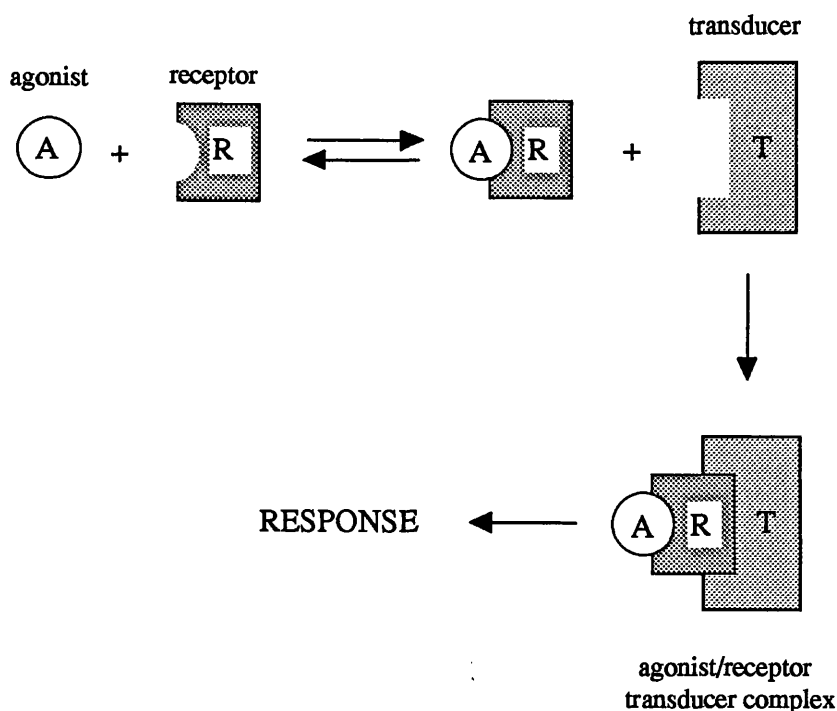 transducer
agonist
receptor
A + R A R + T
A R T
RESPONSE
agonist/receptor
transducer complex